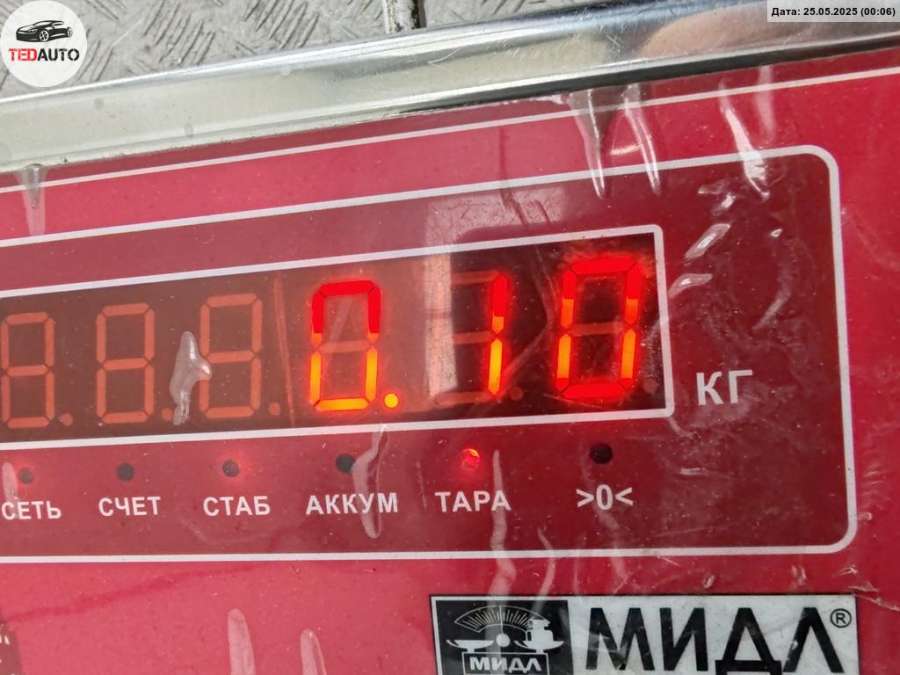 TEDAUTO
Дата: 25.05.2025 (00:06)
0.10
КГ
СЕТЬ СЧЕТ СТАБ АККУМ ТАРА >0<
МИДЛ МИДЛ®